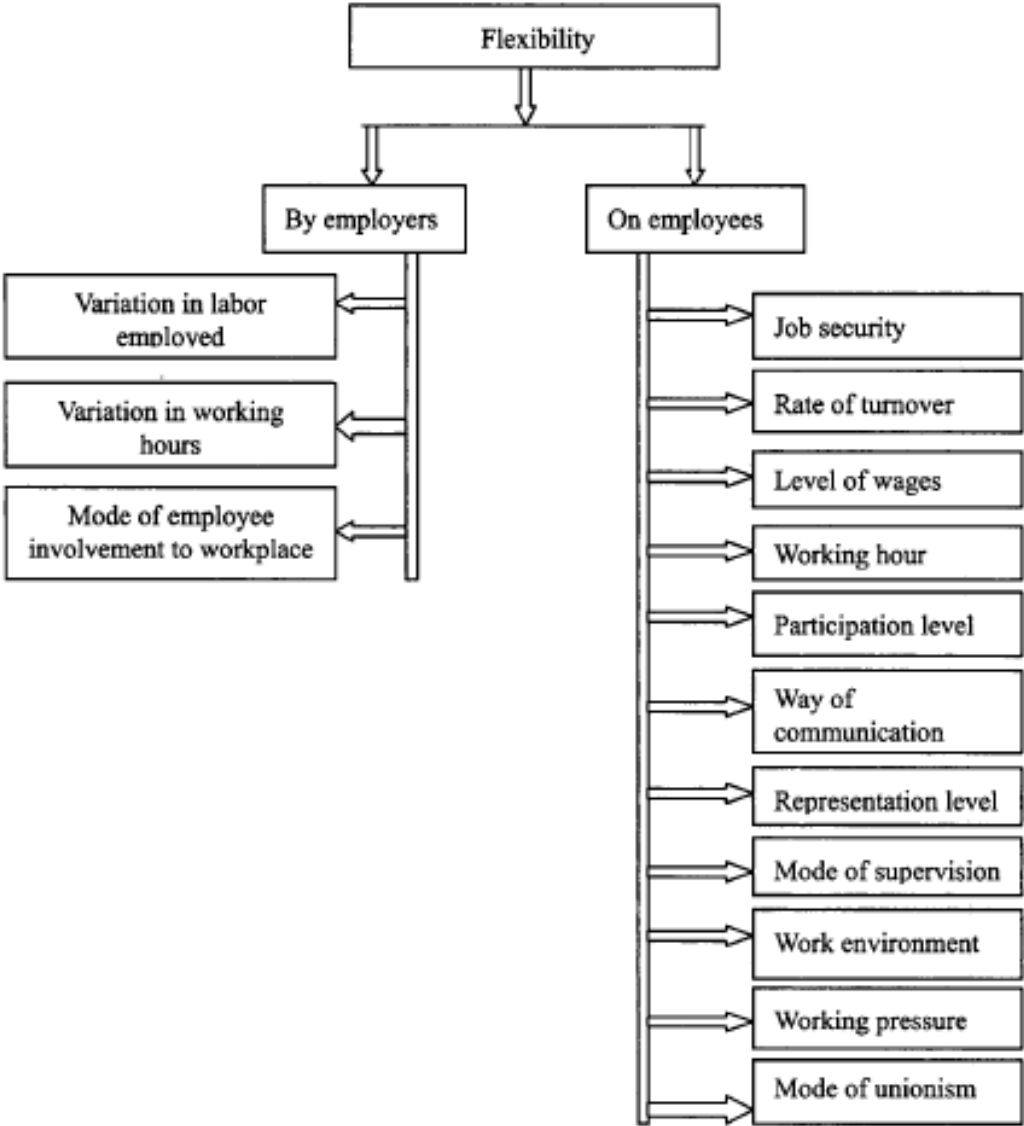 Flexibility
By employers
On employees
Variation in labor
employed
Variation in working
hours
Mode of employee
involvement to workplace
Job security
Rate of turnover
Level of wages
Working hour
Participation level
Way of
communication
Representation level
Mode of supervision
Work environment
Working pressure
Mode of unionism